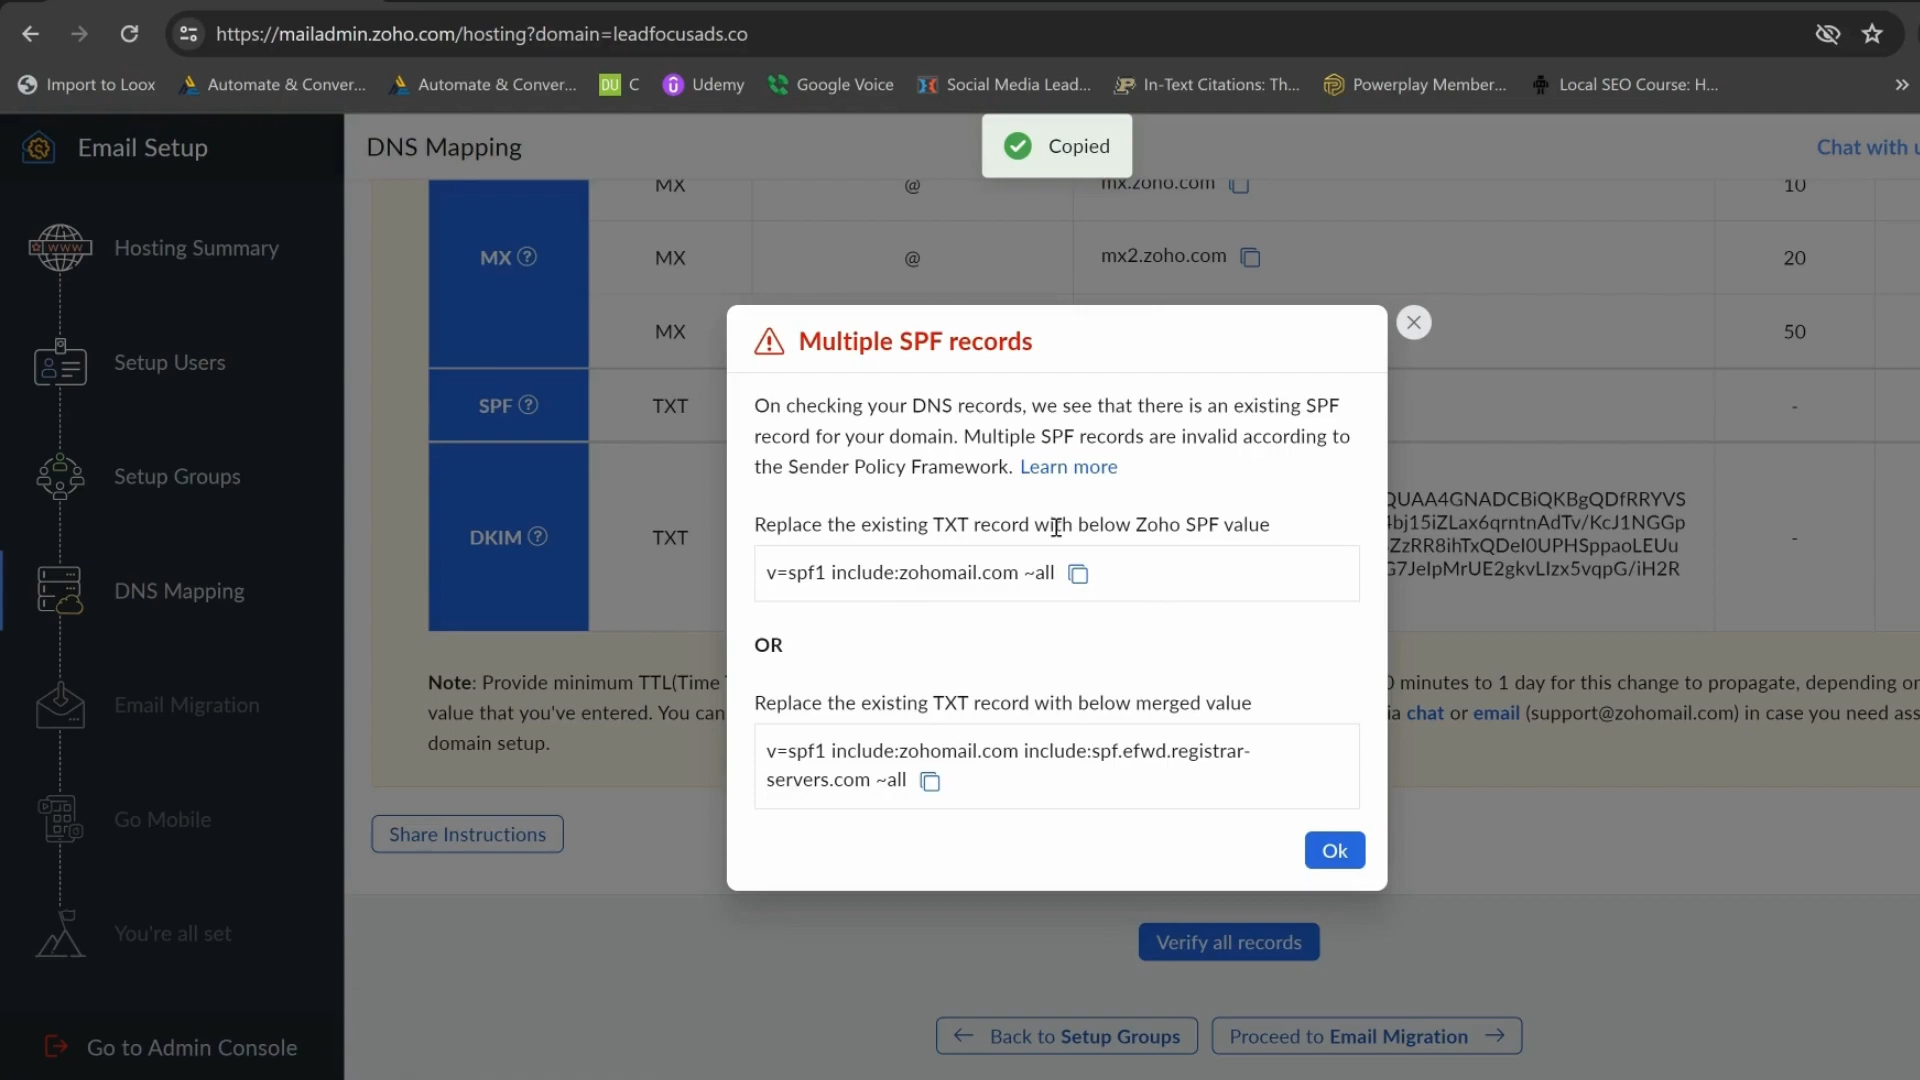 https://mailadmin.zoho.com/hosting?domain=leadfocusads.co
Import to Loox
Automate & Conver...
Automate & Conver...
DU C
Udemy
Google Voice
Social Media Lead...
In-Text Citations: Th...
Powerplay Member...
Local SEO Course: H...
Email Setup
DNS Mapping
Copied
Chat with u
Hosting Summary
Setup Users
Setup Groups
DNS Mapping
Email Migration
Go Mobile
You're all set
Go to Admin Console
MX @ mx.zoho.com 10
MX MX @ mx2.zoho.com 20
MX 50
SPF TXT -
DKIM TXT -
QUAA4GNADCBiQKBgQDfRRYVS
4bj15iZLax6qrntnAdTv/KcJ1NGGp
ZzRR8ihTxQDeI0UPHSppaoLEUu
G7JeIpMrUE2gkvLIzx5vqpG/iH2R
Multiple SPF records
On checking your DNS records, we see that there is an existing SPF
record for your domain. Multiple SPF records are invalid according to
the Sender Policy Framework. Learn more
Replace the existing TXT record with below Zoho SPF value
v=spf1 include:zohomail.com ~all
OR
Replace the existing TXT record with below merged value
v=spf1 include:zohomail.com include:spf.efwd.registrar-
servers.com ~all
Ok
Note: Provide minimum TTL(Time
0 minutes to 1 day for this change to propagate, depending on
value that you've entered. You can
ia chat or email (support@zohomail.com) in case you need ass
domain setup.
Share Instructions
Verify all records
Back to Setup Groups
Proceed to Email Migration